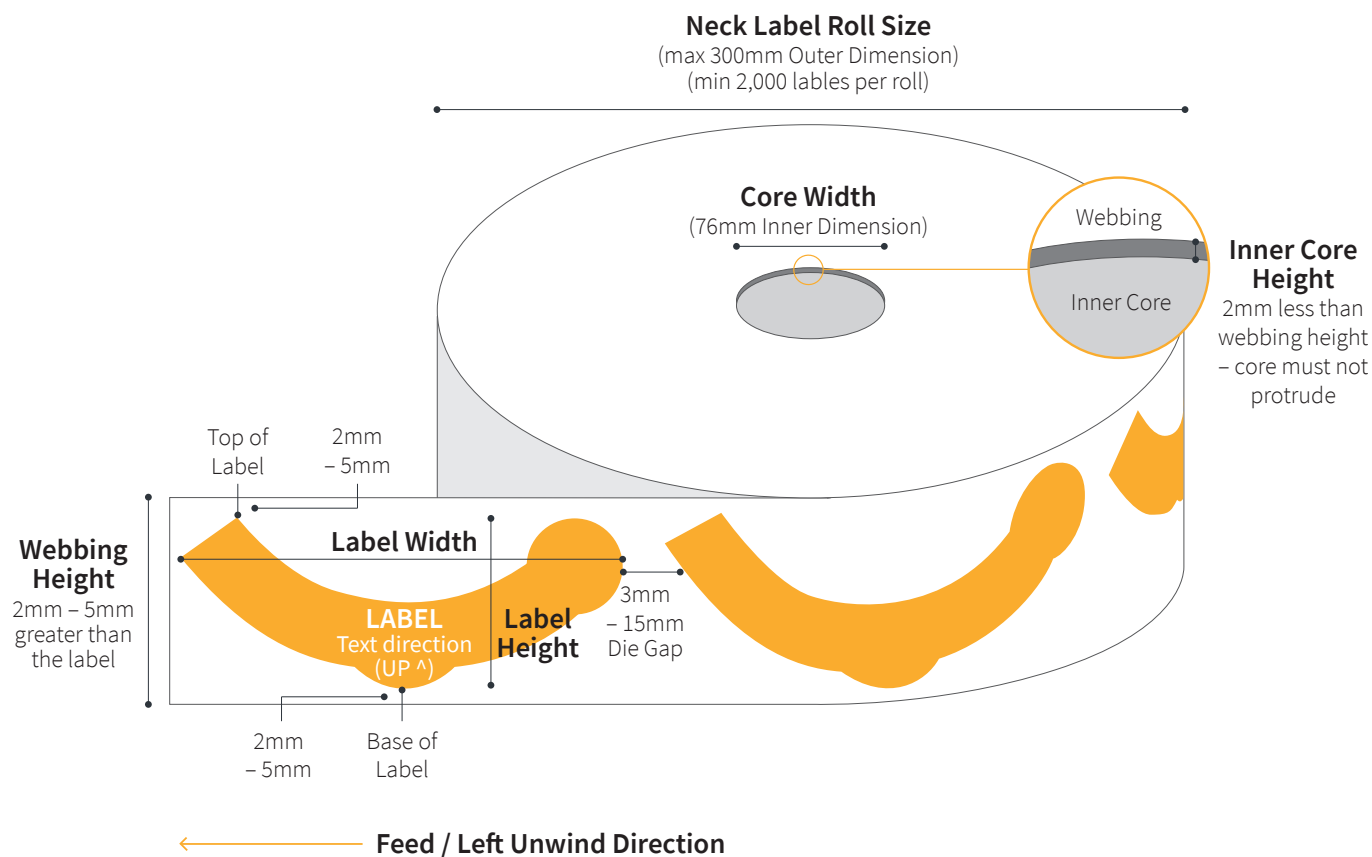 Neck Label Roll Size
(max 300mm Outer Dimension)
(min 2,000 lables per roll)
Core Width
(76mm Inner Dimension)
Webbing
Inner Core
Inner Core
Height
2mm less than
webbing height
– core must not
protrude
Top of
Label
2mm
– 5mm
Webbing
Height
2mm – 5mm
greater than
the label
Label Width
LABEL
Text direction
(UP ^)
Label
Height
3mm
– 15mm
Die Gap
2mm
– 5mm
Base of
Label
Feed / Left Unwind Direction